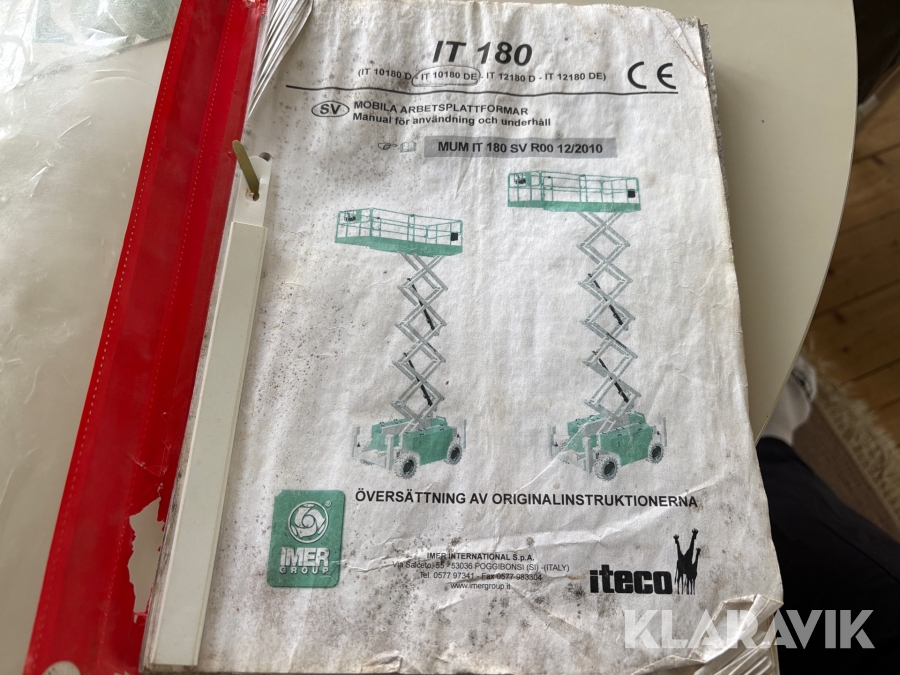 IT 180
(IT 10180 D - IT 10180 DE - IT 12180 D - IT 12180 DE)
CE
SV MOBILA ARBETSPLATTFORMAR
Manual för användning och underhåll
MUM IT 180 SV R00 12/2010
ÖVERSÄTTNING AV ORIGINALINSTRUKTIONERNA
IMER
GROUP
®
IMER INTERNATIONAL S.p.A.
Via Salceto, 55 - 53036 POGGIBONSI (SI) - (ITALY)
Tel. 0577 97341 - Fax 0577 983304
www.imergroup.it
iteco
KLARAVIK